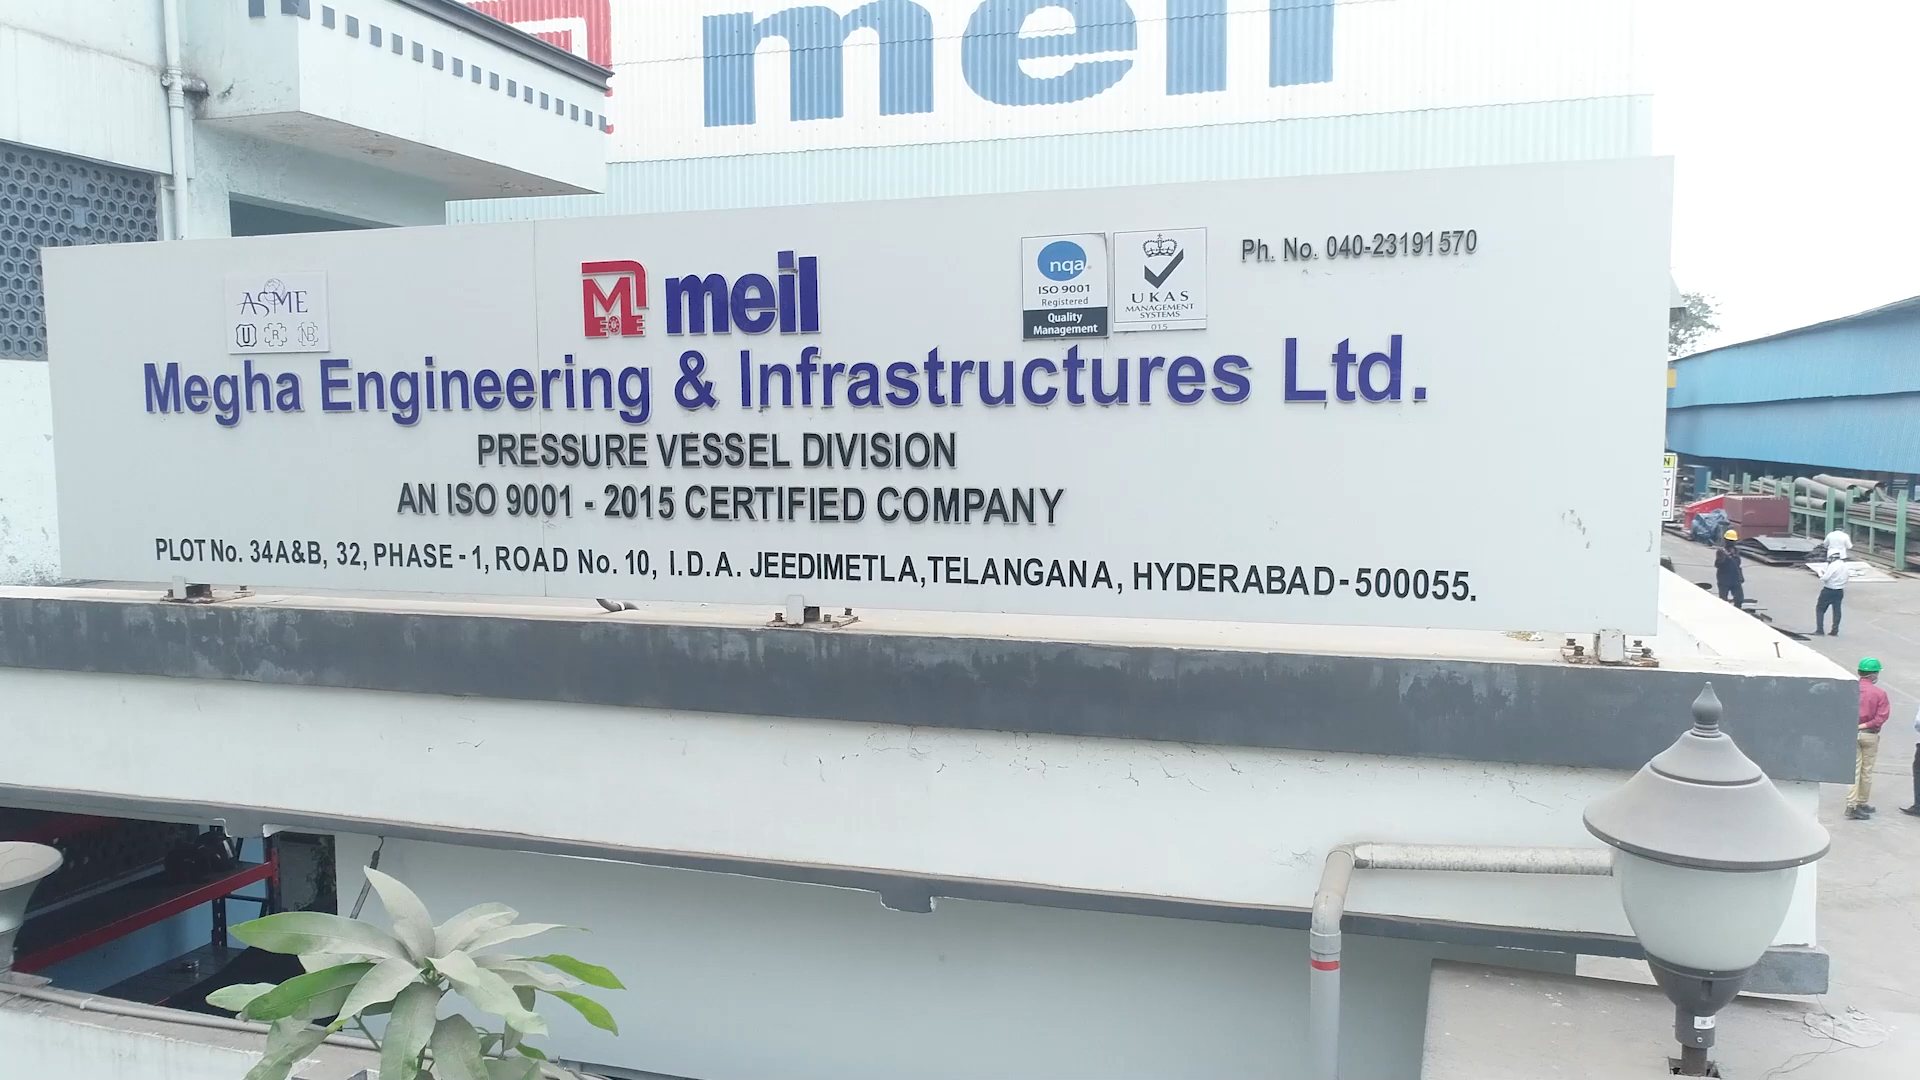 meil
ASME
U R NB
meil
nqa.
ISO 9001
Registered
Quality
Management
UKAS
MANAGEMENT
SYSTEMS
015
Ph. No. 040-23191570
Megha Engineering & Infrastructures Ltd.
PRESSURE VESSEL DIVISION
AN ISO 9001 - 2015 CERTIFIED COMPANY
PLOT No. 34A&B, 32, PHASE - 1, ROAD No. 10, I.D.A. JEEDIMETLA, TELANGANA, HYDERABAD - 500055.